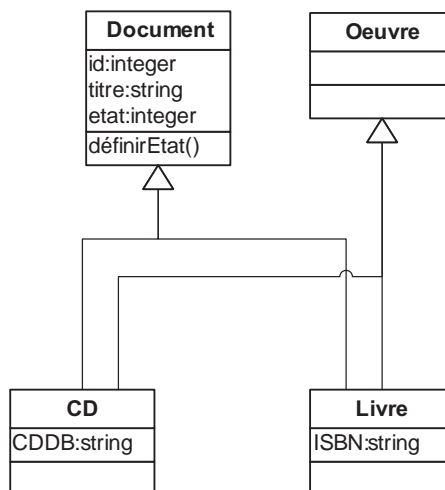 Document
id:integer
titre:string
etat:integer
définirEtat()
Oeuvre
CD
CDDB:string
Livre
ISBN:string